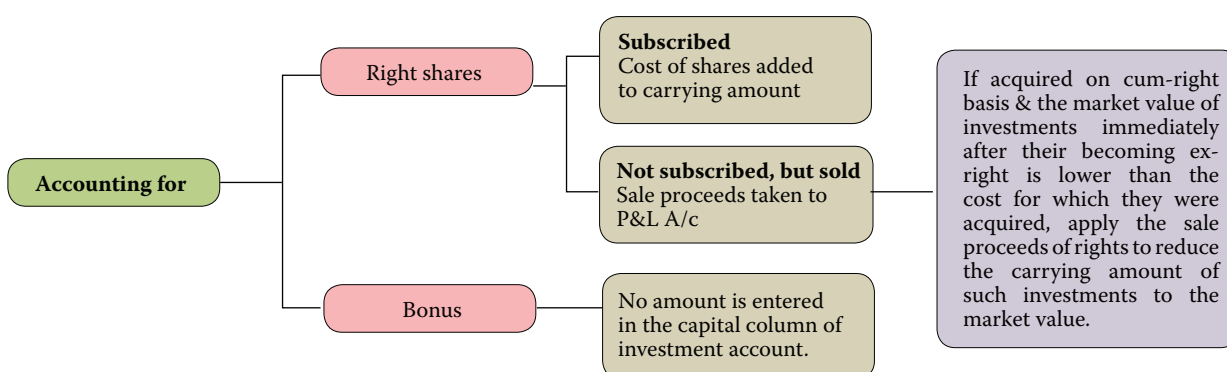 Accounting for
Right shares
Subscribed
Cost of shares added
to carrying amount
Not subscribed, but sold
Sale proceeds taken to
P&L A/c
If acquired on cum-right
basis & the market value of
investments immediately
after their becoming ex-
right is lower than the
cost for which they were
acquired, apply the sale
proceeds of rights to reduce
the carrying amount of
such investments to the
market value.
Bonus
No amount is entered
in the capital column of
investment account.